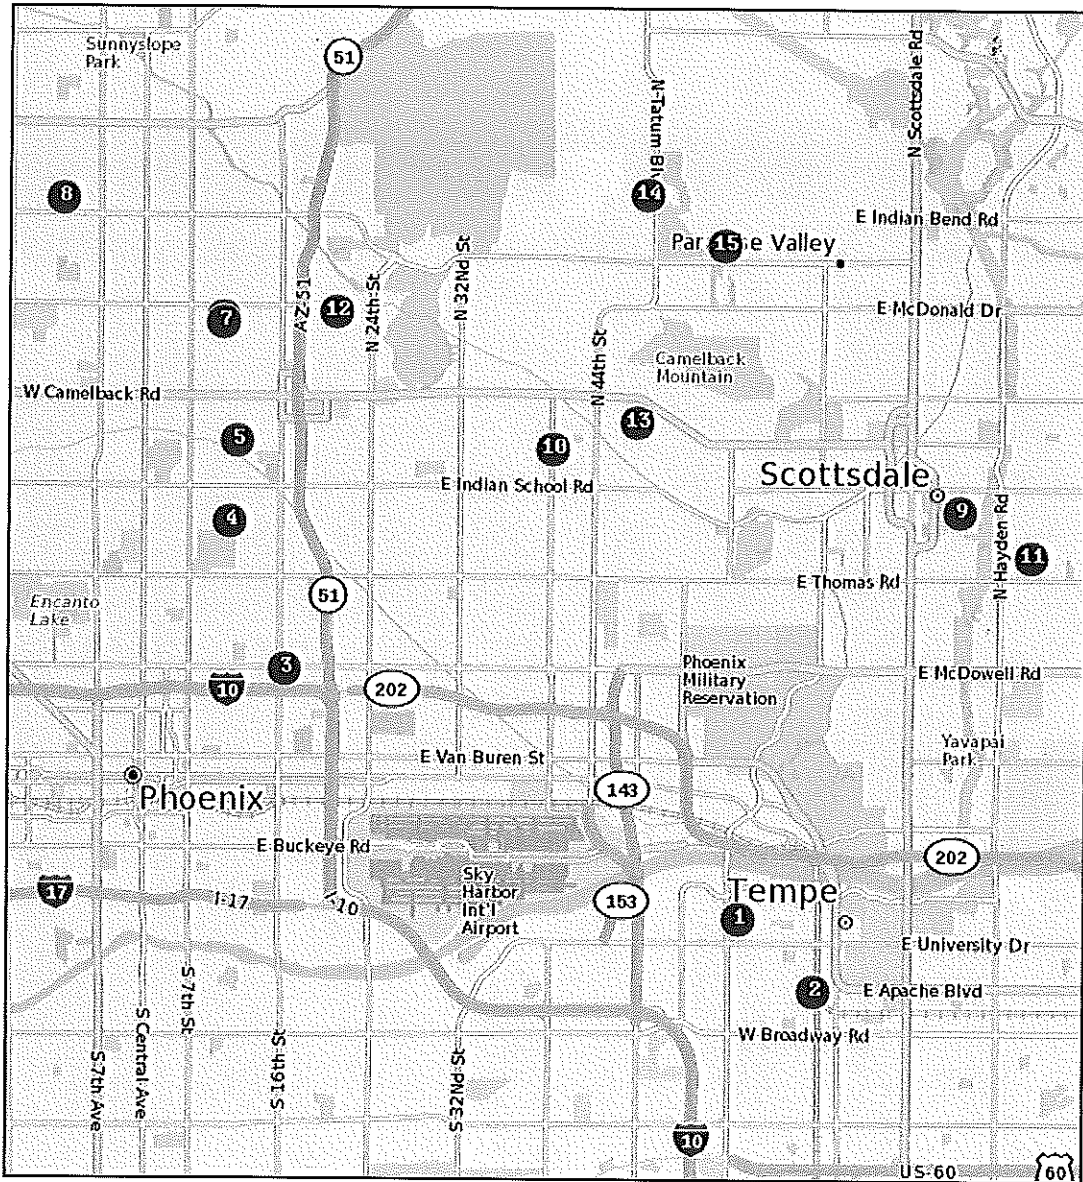 Sunnyslope
Park
51
N Tatum Blv
N Scottsdale Rd
8
14
E Indian Bend Rd
15
Par se Valley
N 32Nd St
AZ-51
12
N 24th St
7
E McDonald Dr
N 44th St
Camelback
Mountain
W Camelback Rd
13
5
10
Scottsdale
E Indian School Rd
4
9
N Hayden Rd
11
E Thomas Rd
51
Encanto
Lake
3
Phoenix
Military
Reservation
E McDowell Rd
10
202
Yavapai
Park
E Van Buren St
Phoenix
143
E Buckeye Rd
202
Sky
Harbor
Int'l
Airport
17
I-17
I-10
153
Tempe
1
E University Dr
2
E Apache Blvd
W Broadway Rd
S 7th St
S Central Ave
S 7th Ave
S 16th St
S 32Nd St
10
US-60
60